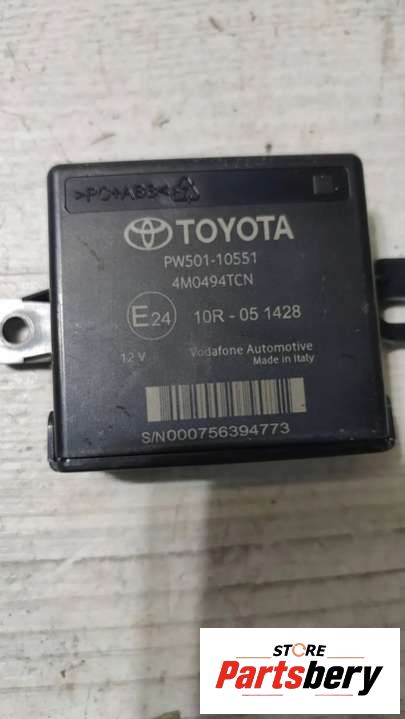 >PC+ABS<
TOYOTA
PW501-10551
4M0494TCN
E24 10R - 05 1428
12 V Vodafone Automotive
Made in Italy
S/N000756394773
STORE
Partsbery